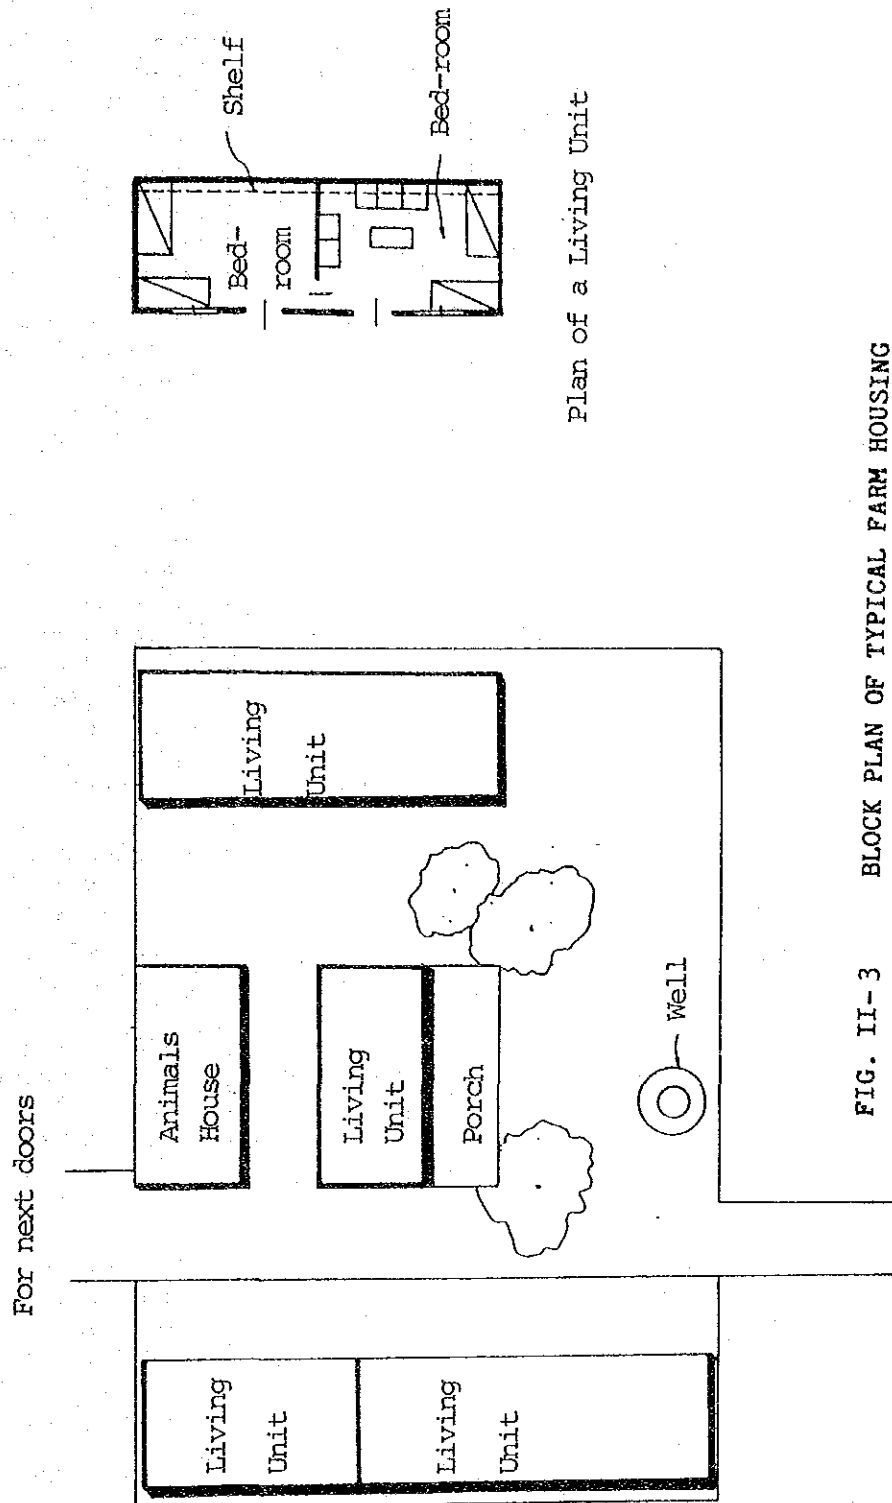 For next doors
Living
Unit
Living
Unit
Animals
House
Living
Unit
Porch
Well
Living
Unit
Bed-
room
Shelf
Bed-room
Plan of a Living Unit
FIG. II-3 BLOCK PLAN OF TYPICAL FARM HOUSING